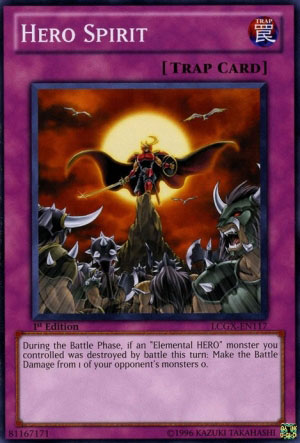 Hero Spirit
TRAP
罠
[Trap Card]
1st Edition
LCGX-EN117
During the Battle Phase, if an "Elemental HERO" monster you
controlled was destroyed by battle this turn: Make the Battle
Damage from 1 of your opponent's monsters 0.
81167171
©1996 KAZUKI TAKAHASHI